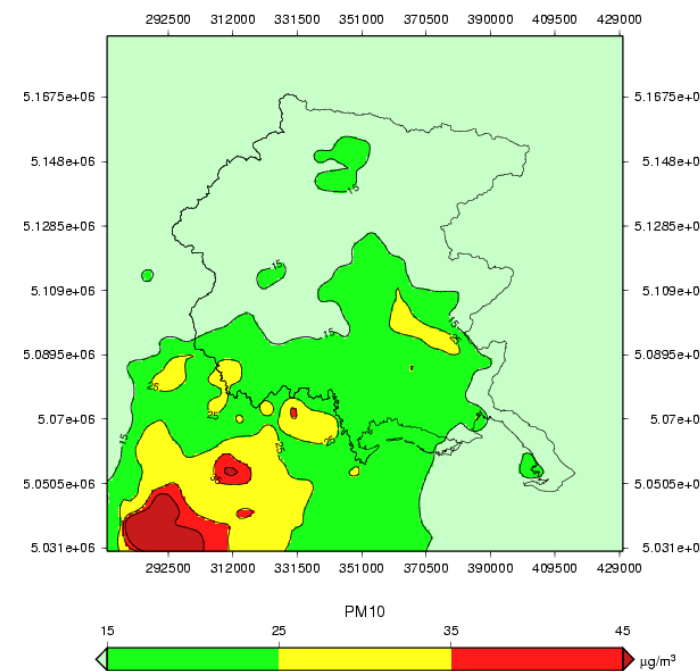 292500 312000 331500 351000 370500 390000 409500 429000
5.1675e+06 5.1675e+0
5.148e+06 15 5.148e+0
5.1285e+06 5.1285e+0
15
5.109e+06 5.109e+0
15 15
25
5.0895e+06 5.0895e+0
25
25
5.07e+06 5.07e+0
15 25 25
35
5.0505e+06 5.0505e+0
5.031e+06 5.031e+0
292500 312000 331500 351000 370500 390000 409500 429000
PM10
15 25 35 45
μg/m³